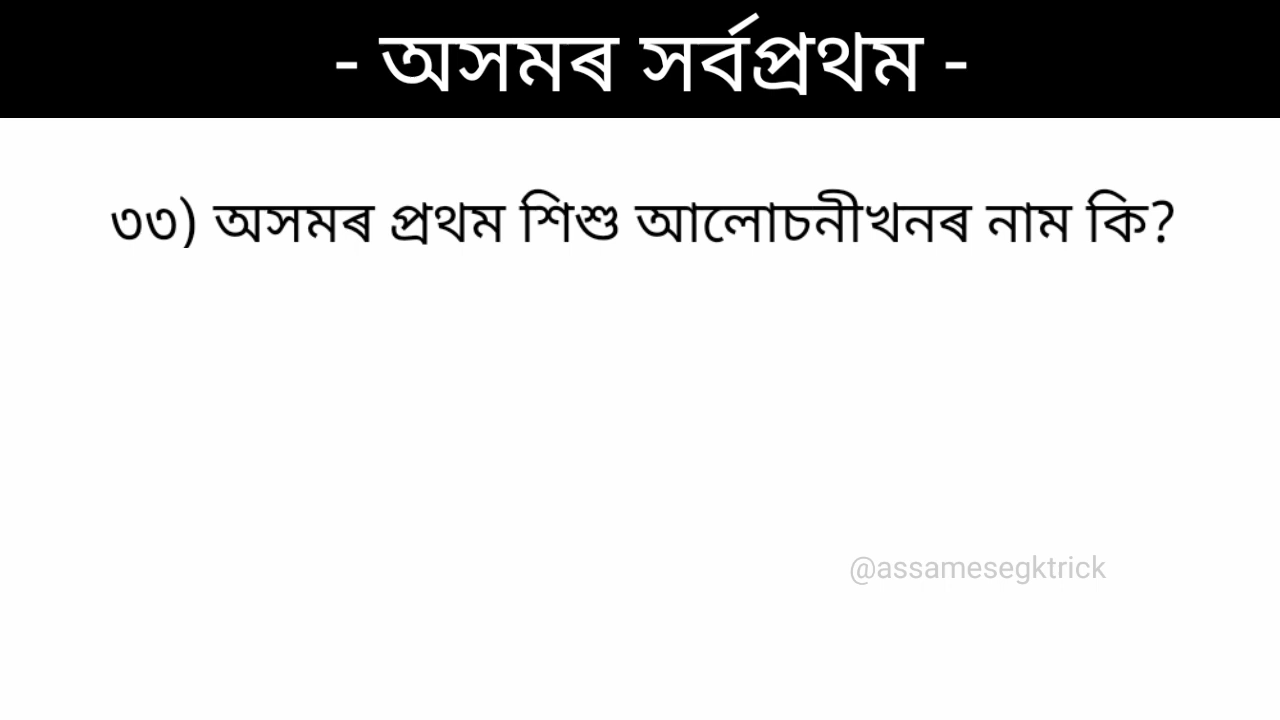 - অসমৰ সৰ্বপ্ৰথম -
৩৩) অসমৰ প্ৰথম শিশু আলোচনীখনৰ নাম কি?
@assamesegktrick